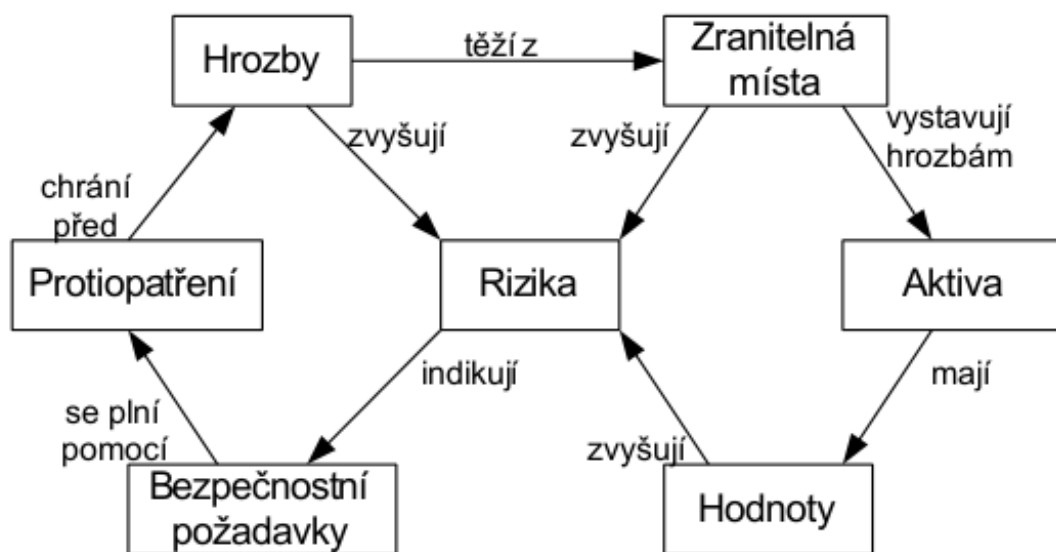 Hrozby
těží z
Zranitelná
místa
zvyšují
zvyšují
vystavují
hrozbám
chrání
před
Protiopatření
Rizika
Aktiva
indikují
mají
se plní
pomocí
zvyšují
Bezpečnostní
požadavky
Hodnoty